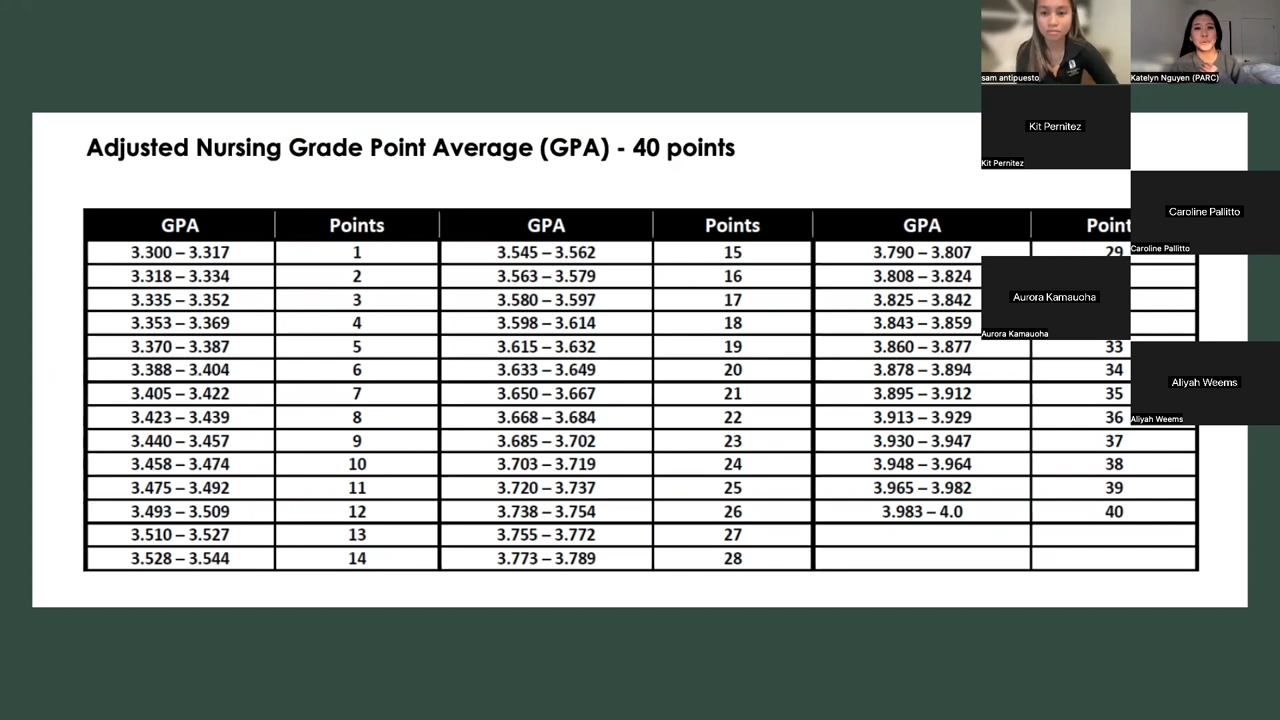 sam antipuesto
Katelyn Nguyen (PARC)
Kit Pernitez
Kit Pernitez
Caroline Pallitto
Caroline Pallitto
Aurora Kamauoha
Aurora Kamauoha
Aliyah Weems
Aliyah Weems
Adjusted Nursing Grade Point Average (GPA) - 40 points
GPA Points GPA Points GPA Point
3.300 – 3.317 1 3.545 – 3.562 15 3.790 – 3.807 29
3.318 – 3.334 2 3.563 – 3.579 16 3.808 – 3.824
3.335 – 3.352 3 3.580 – 3.597 17 3.825 – 3.842
3.353 – 3.369 4 3.598 – 3.614 18 3.843 – 3.859
3.370 – 3.387 5 3.615 – 3.632 19 3.860 – 3.877 33
3.388 – 3.404 6 3.633 – 3.649 20 3.878 – 3.894 34
3.405 – 3.422 7 3.650 – 3.667 21 3.895 – 3.912 35
3.423 – 3.439 8 3.668 – 3.684 22 3.913 – 3.929 36
3.440 – 3.457 9 3.685 – 3.702 23 3.930 – 3.947 37
3.458 – 3.474 10 3.703 – 3.719 24 3.948 – 3.964 38
3.475 – 3.492 11 3.720 – 3.737 25 3.965 – 3.982 39
3.493 – 3.509 12 3.738 – 3.754 26 3.983 – 4.0 40
3.510 – 3.527 13 3.755 – 3.772 27
3.528 – 3.544 14 3.773 – 3.789 28